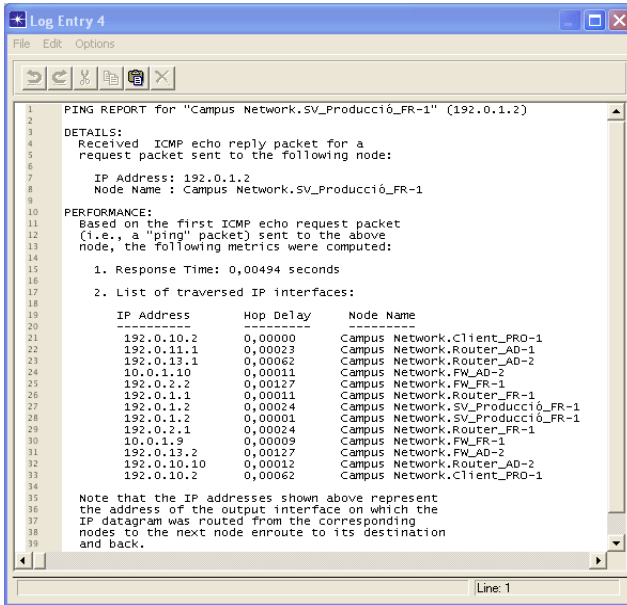 Log Entry 4
File Edit Options
1 PING REPORT for "Campus Network.SV_Producció_FR-1" (192.0.1.2)
2
3 DETAILS:
4 Received ICMP echo reply packet for a
5 request packet sent to the following node:
6
7 IP Address: 192.0.1.2
8 Node Name : Campus Network.SV_Producció_FR-1
9
10 PERFORMANCE:
11 Based on the first ICMP echo request packet
12 (i.e., a "ping" packet) sent to the above
13 node, the following metrics were computed:
14
15 1. Response Time: 0,00494 seconds
16
17 2. List of traversed IP interfaces:
18
19 IP Address Hop Delay Node Name
20 ---------- --------- ---------
21 192.0.10.2 0,00000 Campus Network.Client_PRO-1
22 192.0.11.1 0,00023 Campus Network.Router_AD-1
23 192.0.13.1 0,00062 Campus Network.Router_AD-2
24 10.0.1.10 0,00011 Campus Network.FW_AD-2
25 192.0.2.2 0,00127 Campus Network.FW_FR-1
26 192.0.1.1 0,00011 Campus Network.Router_FR-1
27 192.0.1.2 0,00024 Campus Network.SV_Producció_FR-1
28 192.0.1.2 0,00001 Campus Network.SV_Producció_FR-1
29 192.0.2.1 0,00024 Campus Network.Router_FR-1
30 10.0.1.9 0,00009 Campus Network.FW_FR-1
31 192.0.13.2 0,00127 Campus Network.FW_AD-2
32 192.0.10.10 0,00012 Campus Network.Router_AD-2
33 192.0.10.2 0,00062 Campus Network.Client_PRO-1
34
35 Note that the IP addresses shown above represent
36 the address of the output interface on which the
37 IP datagram was routed from the corresponding
38 nodes to the next node enroute to its destination
39 and back.
Line: 1